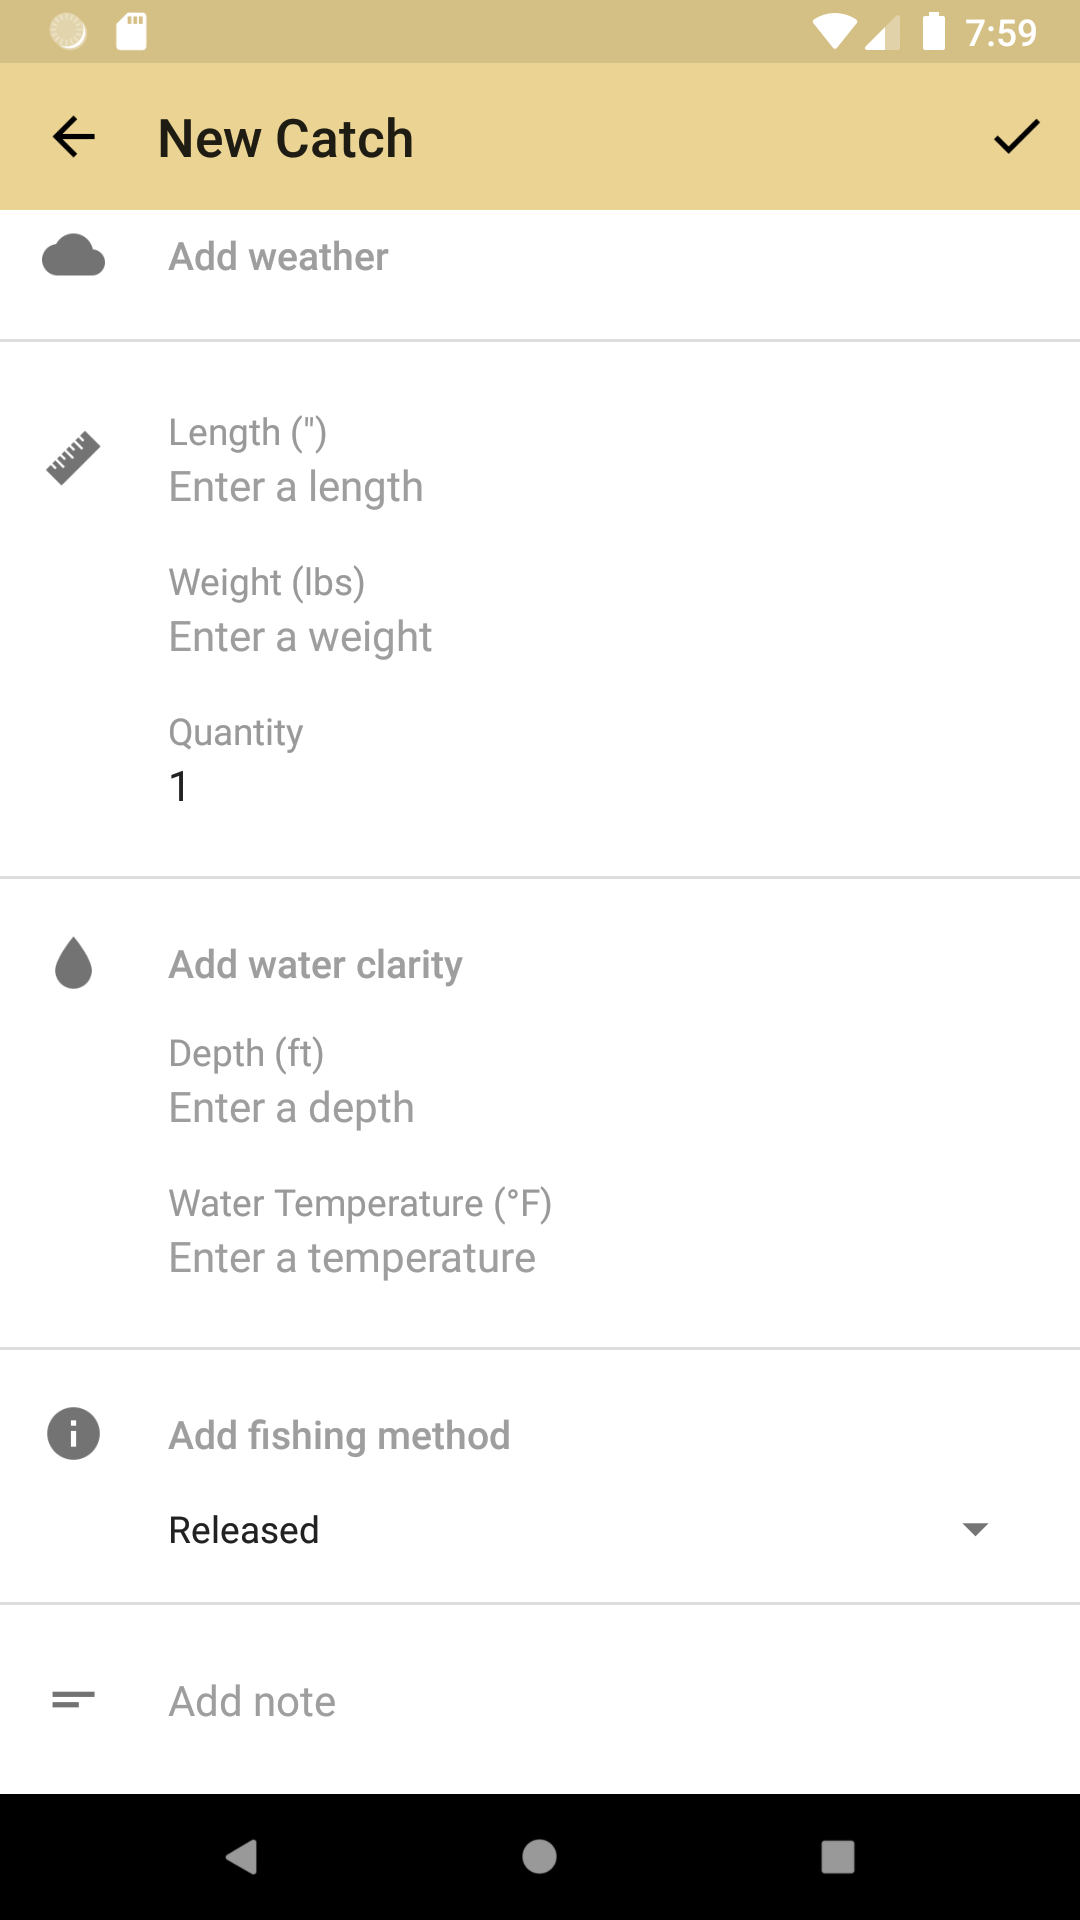 7:59
New Catch
Add weather
Length (")
Enter a length
Weight (lbs)
Enter a weight
Quantity
1
Add water clarity
Depth (ft)
Enter a depth
Water Temperature (°F)
Enter a temperature
Add fishing method
Released
Add note